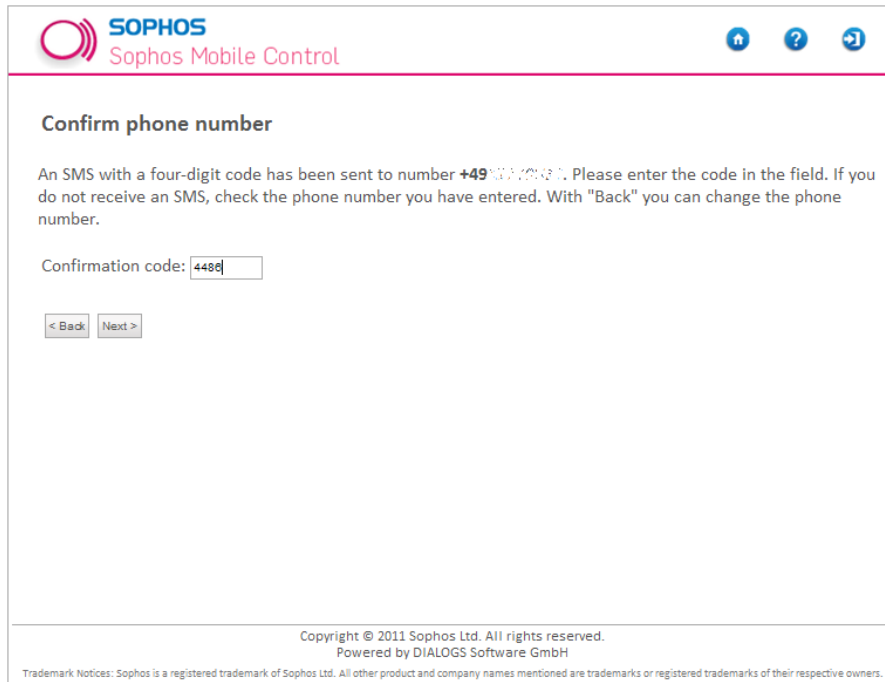 SOPHOS
Sophos Mobile Control
Confirm phone number
An SMS with a four-digit code has been sent to number +49 . Please enter the code in the field. If you
do not receive an SMS, check the phone number you have entered. With "Back" you can change the phone
number.
Confirmation code: 4486
< Back Next >
Copyright © 2011 Sophos Ltd. All rights reserved.
Powered by DIALOGS Software GmbH
Trademark Notices: Sophos is a registered trademark of Sophos Ltd. All other product and company names mentioned are trademarks or registered trademarks of their respective owners.